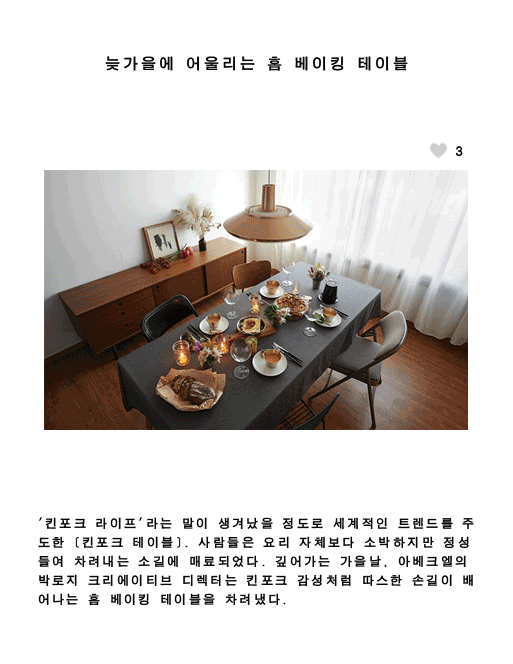 늦가을에 어울리는 홈 베이킹 테이블
3
'킨포크 라이프'라는 말이 생겨났을 정도로 세계적인 트렌드를 주
도한 [킨포크 테이블]. 사람들은 요리 자체보다 소박하지만 정성
들여 차려내는 소길에 매료되었다. 깊어가는 가을날, 아베크엘의
박로지 크리에이티브 디렉터는 킨포크 감성처럼 따스한 손길이 배
어나는 홈 베이킹 테이블을 차려냈다.